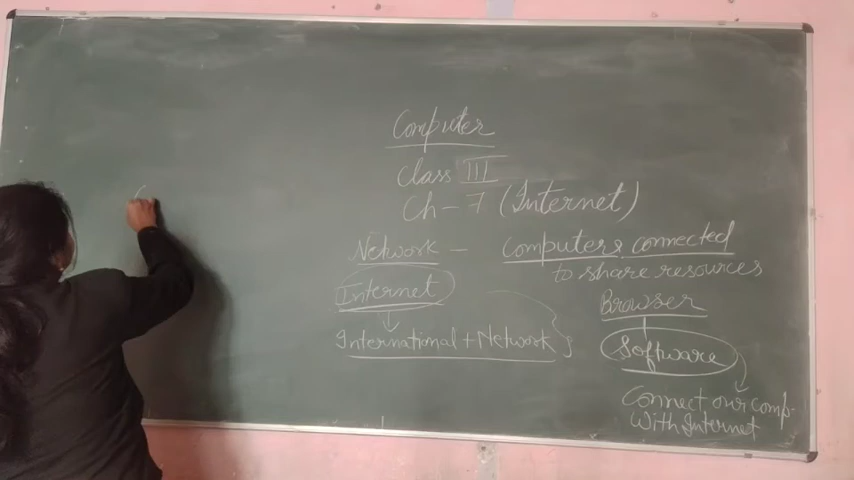 Computer
Class III
Ch - 7 (Internet)
Network - Computers connected
to share resources
Internet
International + Network
Browser
Software
Connect our comp.
With Internet